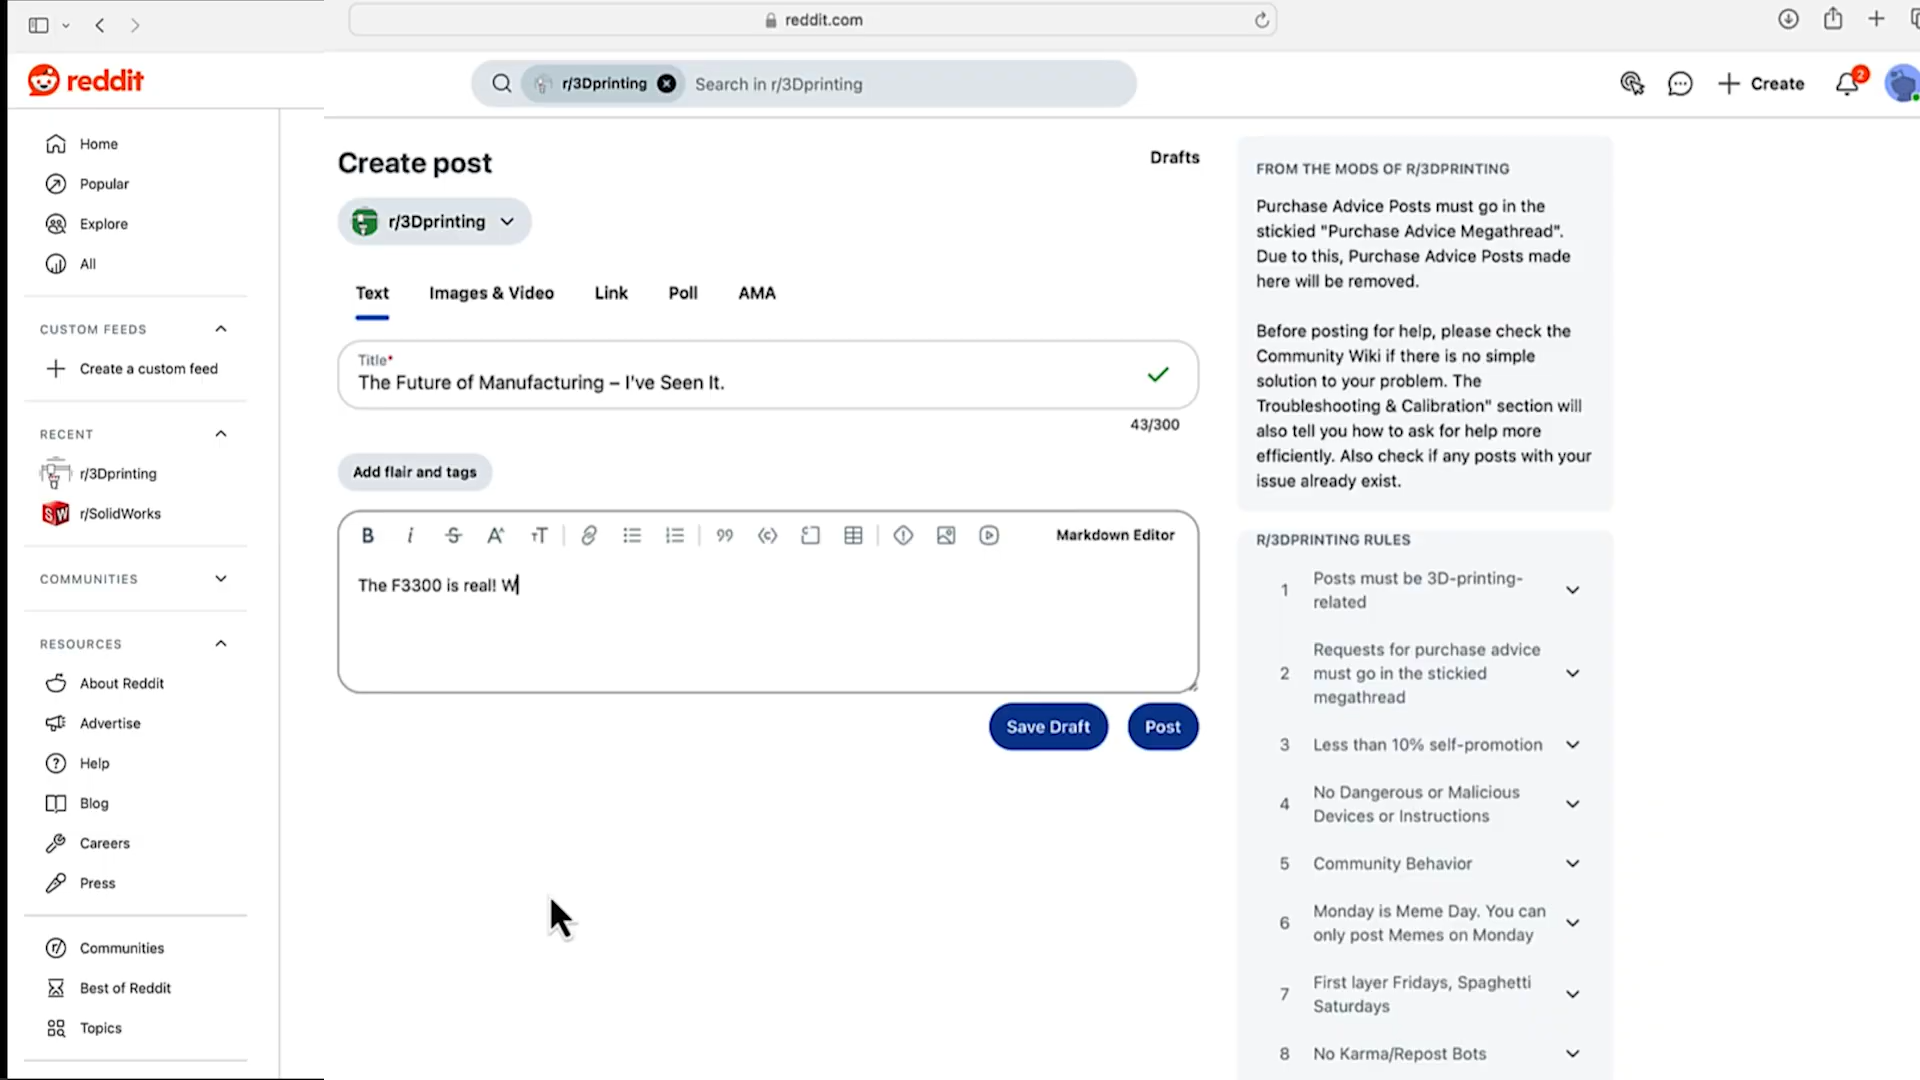 reddit.com
reddit
r/3Dprinting
Search in r/3Dprinting
Create
2
Home
Popular
Explore
All
CUSTOM FEEDS
Create a custom feed
RECENT
r/3Dprinting
SW
r/SolidWorks
COMMUNITIES
RESOURCES
About Reddit
Advertise
Help
Blog
Careers
Press
Communities
Best of Reddit
Topics
Create post
Drafts
r/3Dprinting
Text
Images & Video
Link
Poll
AMA
Title*
The Future of Manufacturing – I've Seen It.
43/300
Add flair and tags
Markdown Editor
The F3300 is real! W
Save Draft
Post
FROM THE MODS OF R/3DPRINTING
Purchase Advice Posts must go in the
stickied "Purchase Advice Megathread".
Due to this, Purchase Advice Posts made
here will be removed.
Before posting for help, please check the
Community Wiki if there is no simple
solution to your problem. The
Troubleshooting & Calibration" section will
also tell you how to ask for help more
efficiently. Also check if any posts with your
issue already exist.
R/3DPRINTING RULES
1
Posts must be 3D-printing-
related
2
Requests for purchase advice
must go in the stickied
megathread
3
Less than 10% self-promotion
4
No Dangerous or Malicious
Devices or Instructions
5
Community Behavior
6
Monday is Meme Day. You can
only post Memes on Monday
7
First layer Fridays, Spaghetti
Saturdays
8
No Karma/Repost Bots